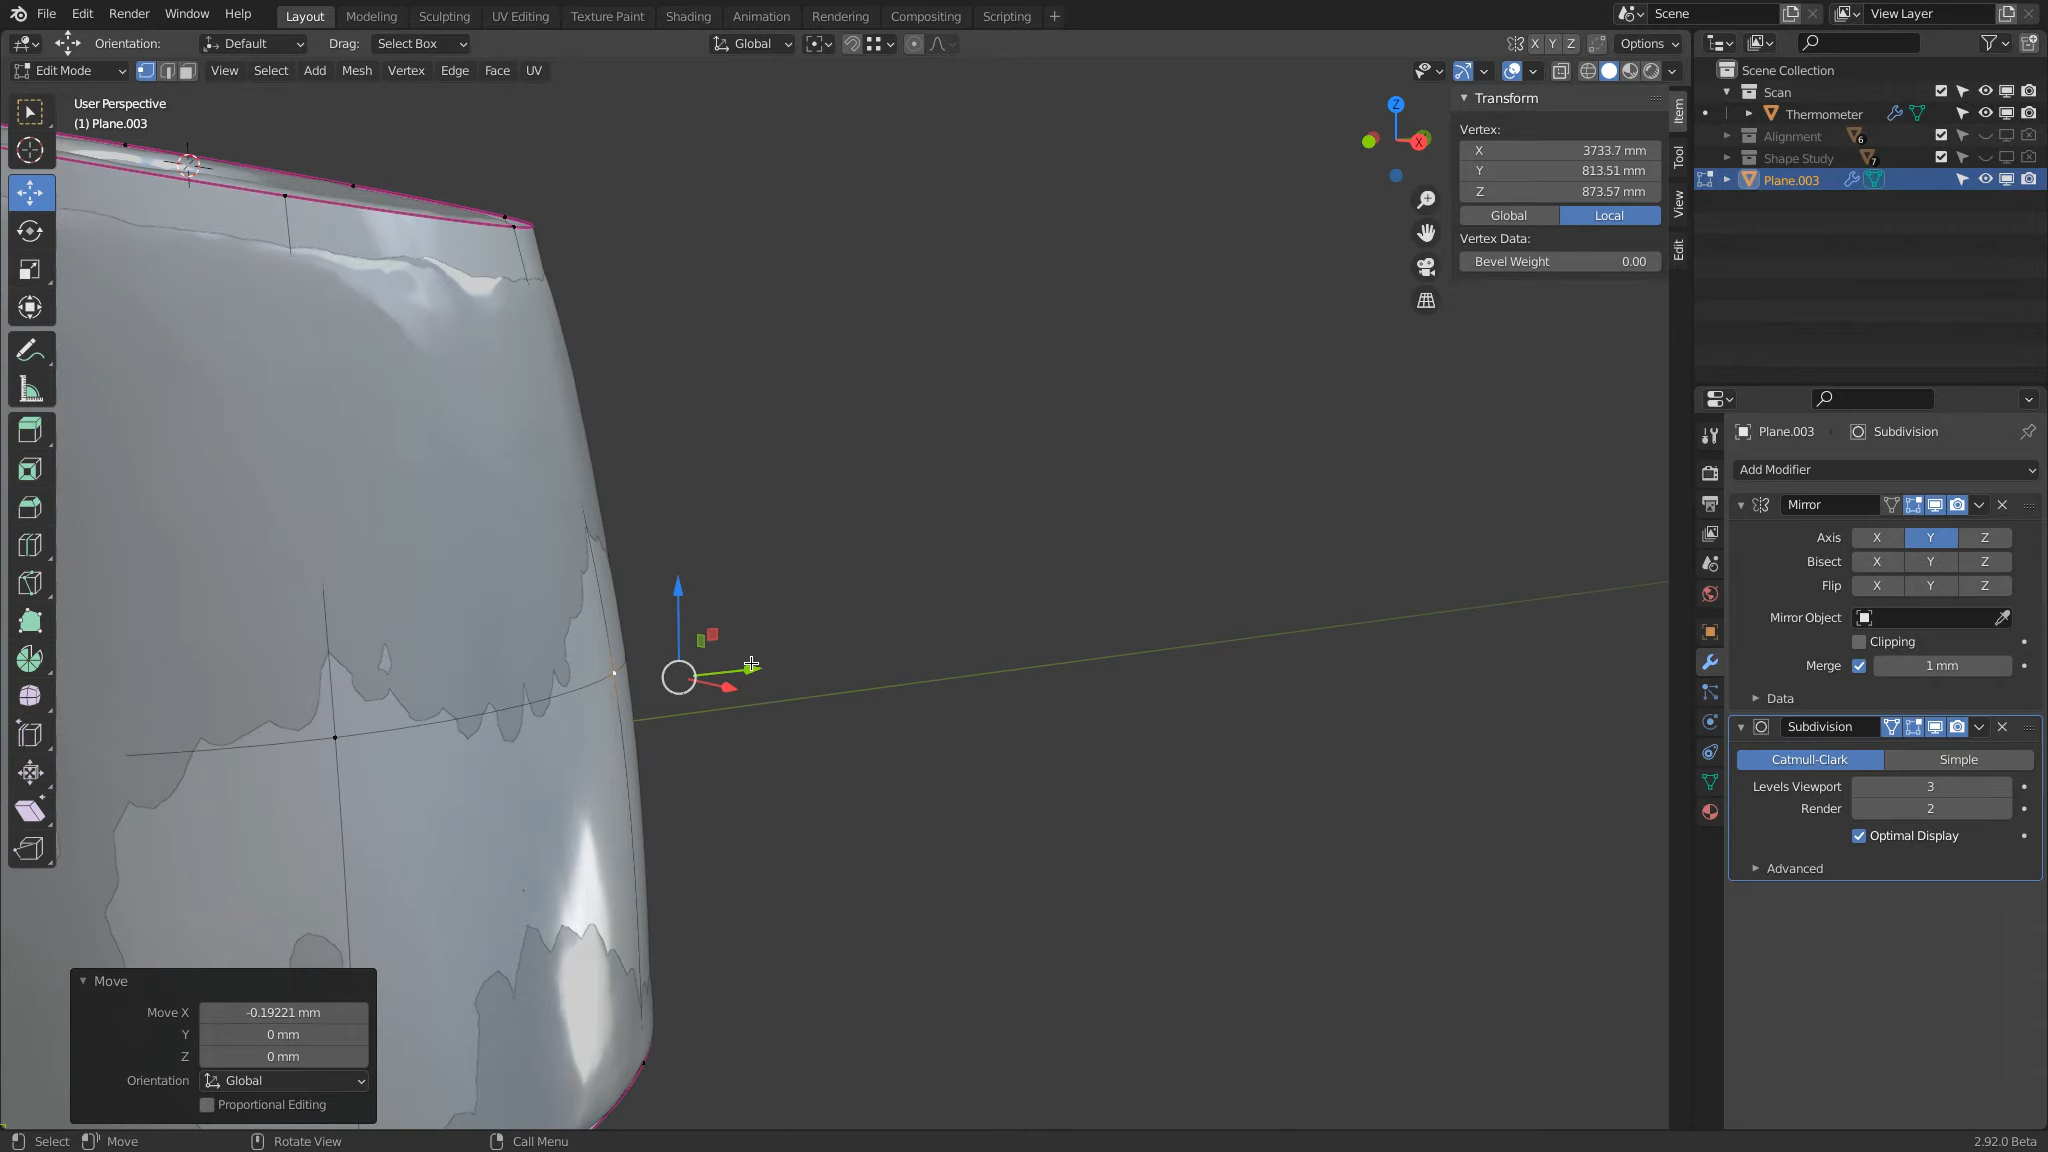 File Edit Render Window Help
Layout Modeling Sculpting UV Editing Texture Paint Shading Animation Rendering Compositing Scripting +
Scene
View Layer
Orientation: Default Drag: Select Box
Global
X Y Z Options
Edit Mode View Select Add Mesh Vertex Edge Face UV
User Perspective
(1) Plane.003
Z
X
Transform
Vertex:
X 3733.7 mm
Y 813.51 mm
Z 873.57 mm
Global Local
Vertex Data:
Bevel Weight 0.00
Item
Tool
View
Edit
Scene Collection
Scan
Thermometer
Alignment 6
Shape Study 7
Plane.003
Plane.003 Subdivision
Add Modifier
Mirror
Axis X Y Z
Bisect X Y Z
Flip X Y Z
Mirror Object
Clipping
Merge 1 mm
Data
Subdivision
Catmull-Clark Simple
Levels Viewport 3
Render 2
Optimal Display
Advanced
Move
Move X -0.19221 mm
Y 0 mm
Z 0 mm
Orientation Global
Proportional Editing
Select Move Rotate View Call Menu
2.92.0 Beta